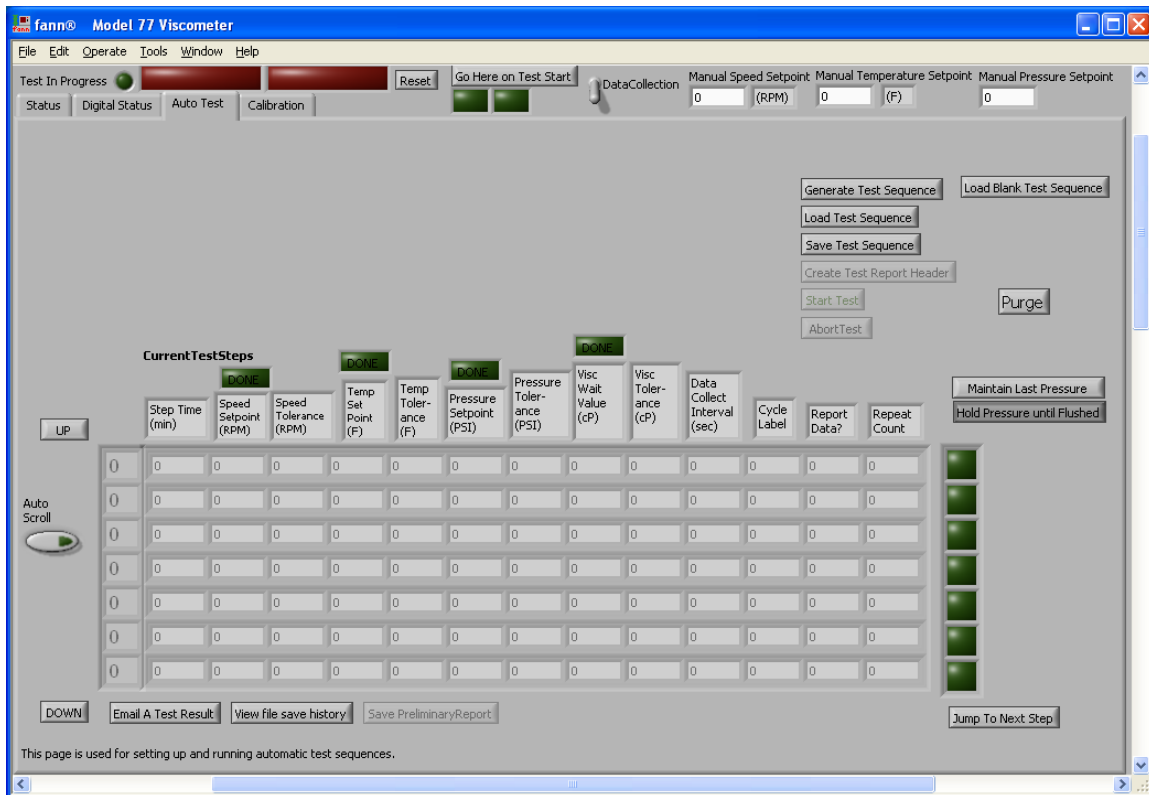 fann® Model 77 Viscometer
File Edit Operate Tools Window Help
Test In Progress Reset Go Here on Test Start DataCollection Manual Speed Setpoint Manual Temperature Setpoint Manual Pressure Setpoint
0 (RPM) 0 (F) 0
Status Digital Status Auto Test Calibration
Generate Test Sequence Load Blank Test Sequence
Load Test Sequence
Save Test Sequence
Create Test Report Header
Start Test Purge
AbortTest
CurrentTestSteps
DONE DONE DONE DONE
Step Time (min)
Speed Setpoint (RPM)
Speed Tolerance (RPM)
Temp Set Point (F)
Temp Toler-ance (F)
Pressure Setpoint (PSI)
Pressure Toler-ance (PSI)
Visc Wait Value (cP)
Visc Toler-ance (cP)
Data Collect Interval (sec)
Cycle Label
Report Data?
Repeat Count
Maintain Last Pressure
Hold Pressure until Flushed
UP
0 0 0 0 0 0 0 0 0 0 0 0 0 0
0 0 0 0 0 0 0 0 0 0 0 0 0 0
Auto Scroll
0 0 0 0 0 0 0 0 0 0 0 0 0 0
0 0 0 0 0 0 0 0 0 0 0 0 0 0
0 0 0 0 0 0 0 0 0 0 0 0 0 0
0 0 0 0 0 0 0 0 0 0 0 0 0 0
0 0 0 0 0 0 0 0 0 0 0 0 0 0
DOWN Email A Test Result View file save history Save PreliminaryReport Jump To Next Step
This page is used for setting up and running automatic test sequences.